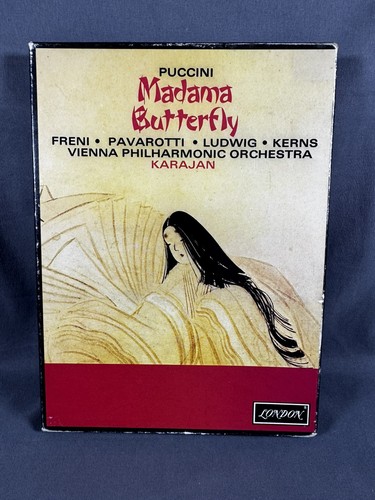 PUCCINI
Madama
Butterfly
FRENI • PAVAROTTI • LUDWIG • KERNS
VIENNA PHILHARMONIC ORCHESTRA
KARAJAN
LONDON